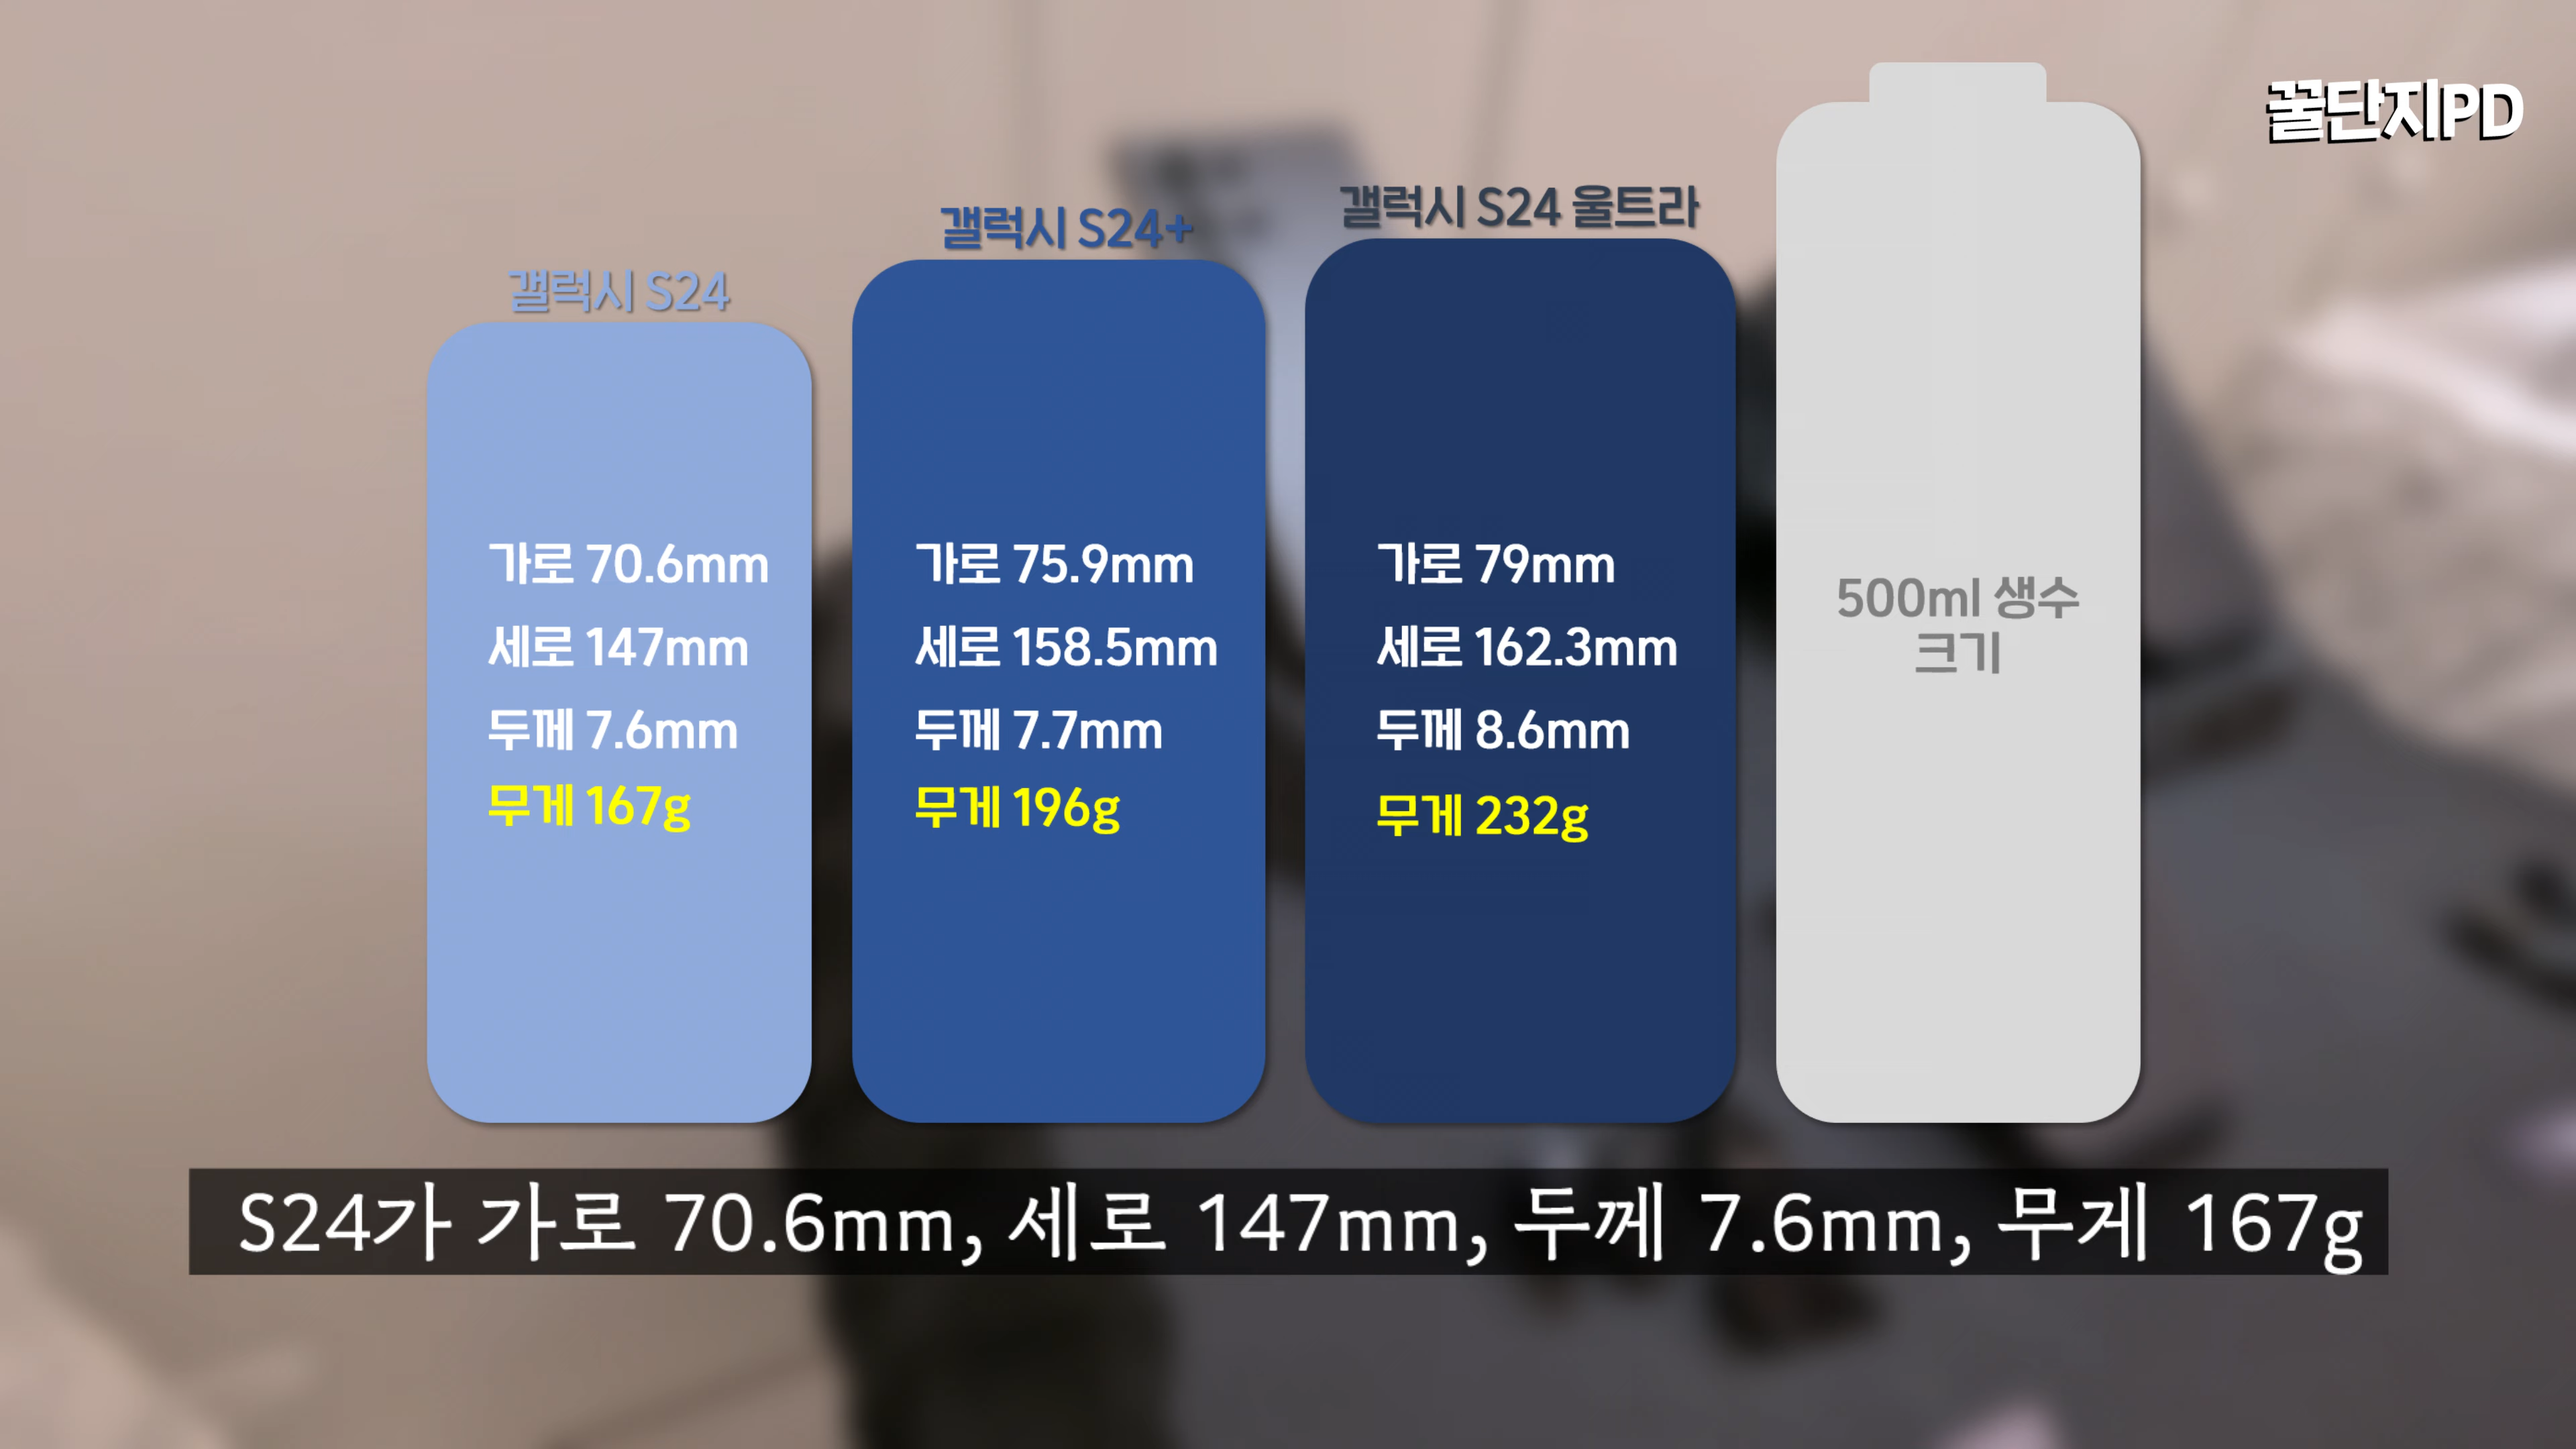 꿀단지PD
갤럭시 S24
가로 70.6mm
세로 147mm
두께 7.6mm
무게 167g
갤럭시 S24+
가로 75.9mm
세로 158.5mm
두께 7.7mm
무게 196g
갤럭시 S24 울트라
가로 79mm
세로 162.3mm
두께 8.6mm
무게 232g
500ml 생수
크기
S24가 가로 70.6mm, 세로 147mm, 두께 7.6mm, 무게 167g